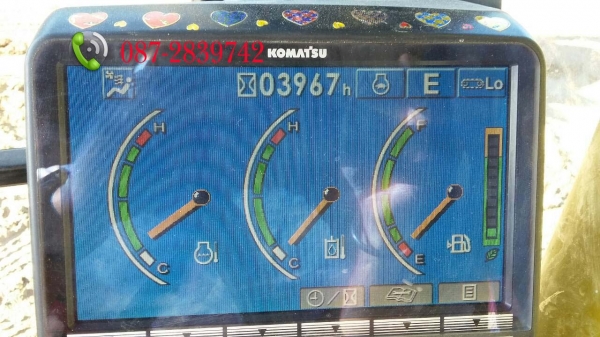 087-2839742
KOMATSU
03967h E Lo
H H F
C C E